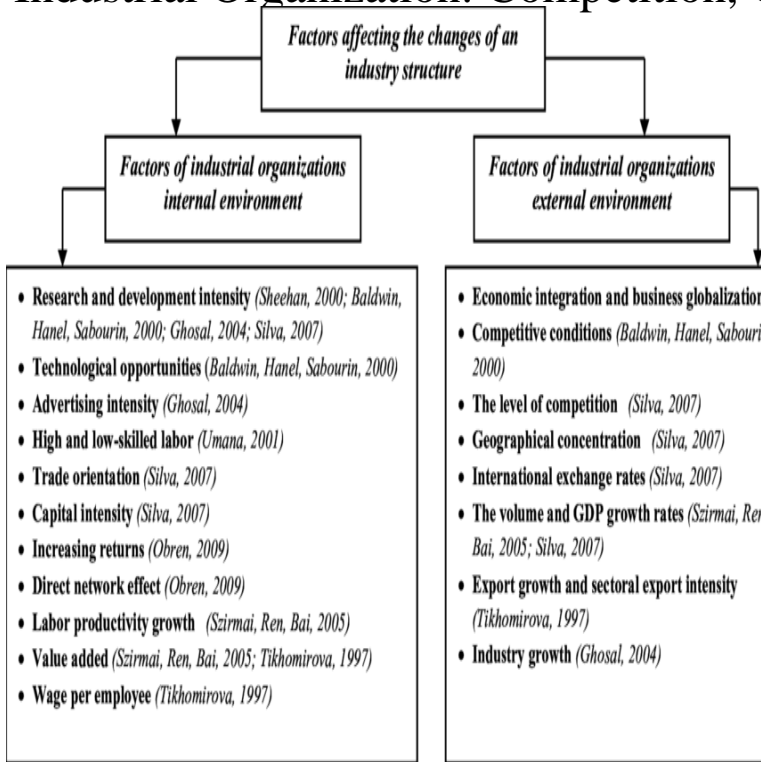 Industrial Organization: Competition,
Factors affecting the changes of an
industry structure
Factors of industrial organizations
internal environment
Factors of industrial organizations
external environment
• Research and development intensity (Sheehan, 2000; Baldwin,
Hanel, Sabourin, 2000; Ghosal, 2004; Silva, 2007)
• Technological opportunities (Baldwin, Hanel, Sabourin, 2000)
• Advertising intensity (Ghosal, 2004)
• High and low-skilled labor (Umana, 2001)
• Trade orientation (Silva, 2007)
• Capital intensity (Silva, 2007)
• Increasing returns (Obren, 2009)
• Direct network effect (Obren, 2009)
• Labor productivity growth (Szirmai, Ren, Bai, 2005)
• Value added (Szirmai, Ren, Bai, 2005; Tikhomirova, 1997)
• Wage per employee (Tikhomirova, 1997)
• Economic integration and business globalization
• Competitive conditions (Baldwin, Hanel, Sabouri
2000)
• The level of competition (Silva, 2007)
• Geographical concentration (Silva, 2007)
• International exchange rates (Silva, 2007)
• The volume and GDP growth rates (Szirmai, Ren
Bai, 2005; Silva, 2007)
• Export growth and sectoral export intensity
(Tikhomirova, 1997)
• Industry growth (Ghosal, 2004)